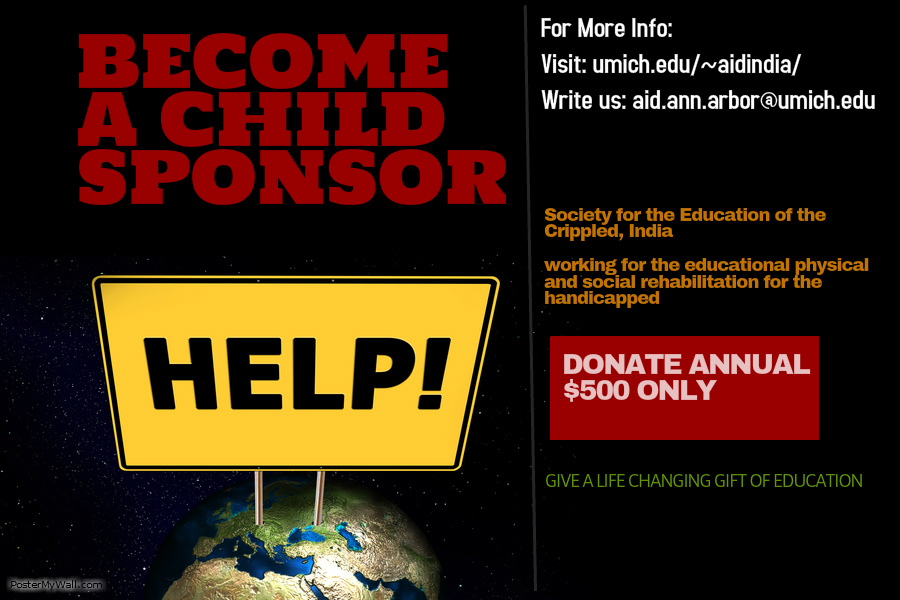 BECOME
A CHILD
SPONSOR
HELP!
For More Info:
Visit: umich.edu/~aidindia/
Write us: aid.ann.arbor@umich.edu
Society for the Education of the
Crippled, India
working for the educational physical
and social rehabilitation for the
handicapped
DONATE ANNUAL
$500 ONLY
GIVE A LIFE CHANGING GIFT OF EDUCATION
PosterMyWall.com